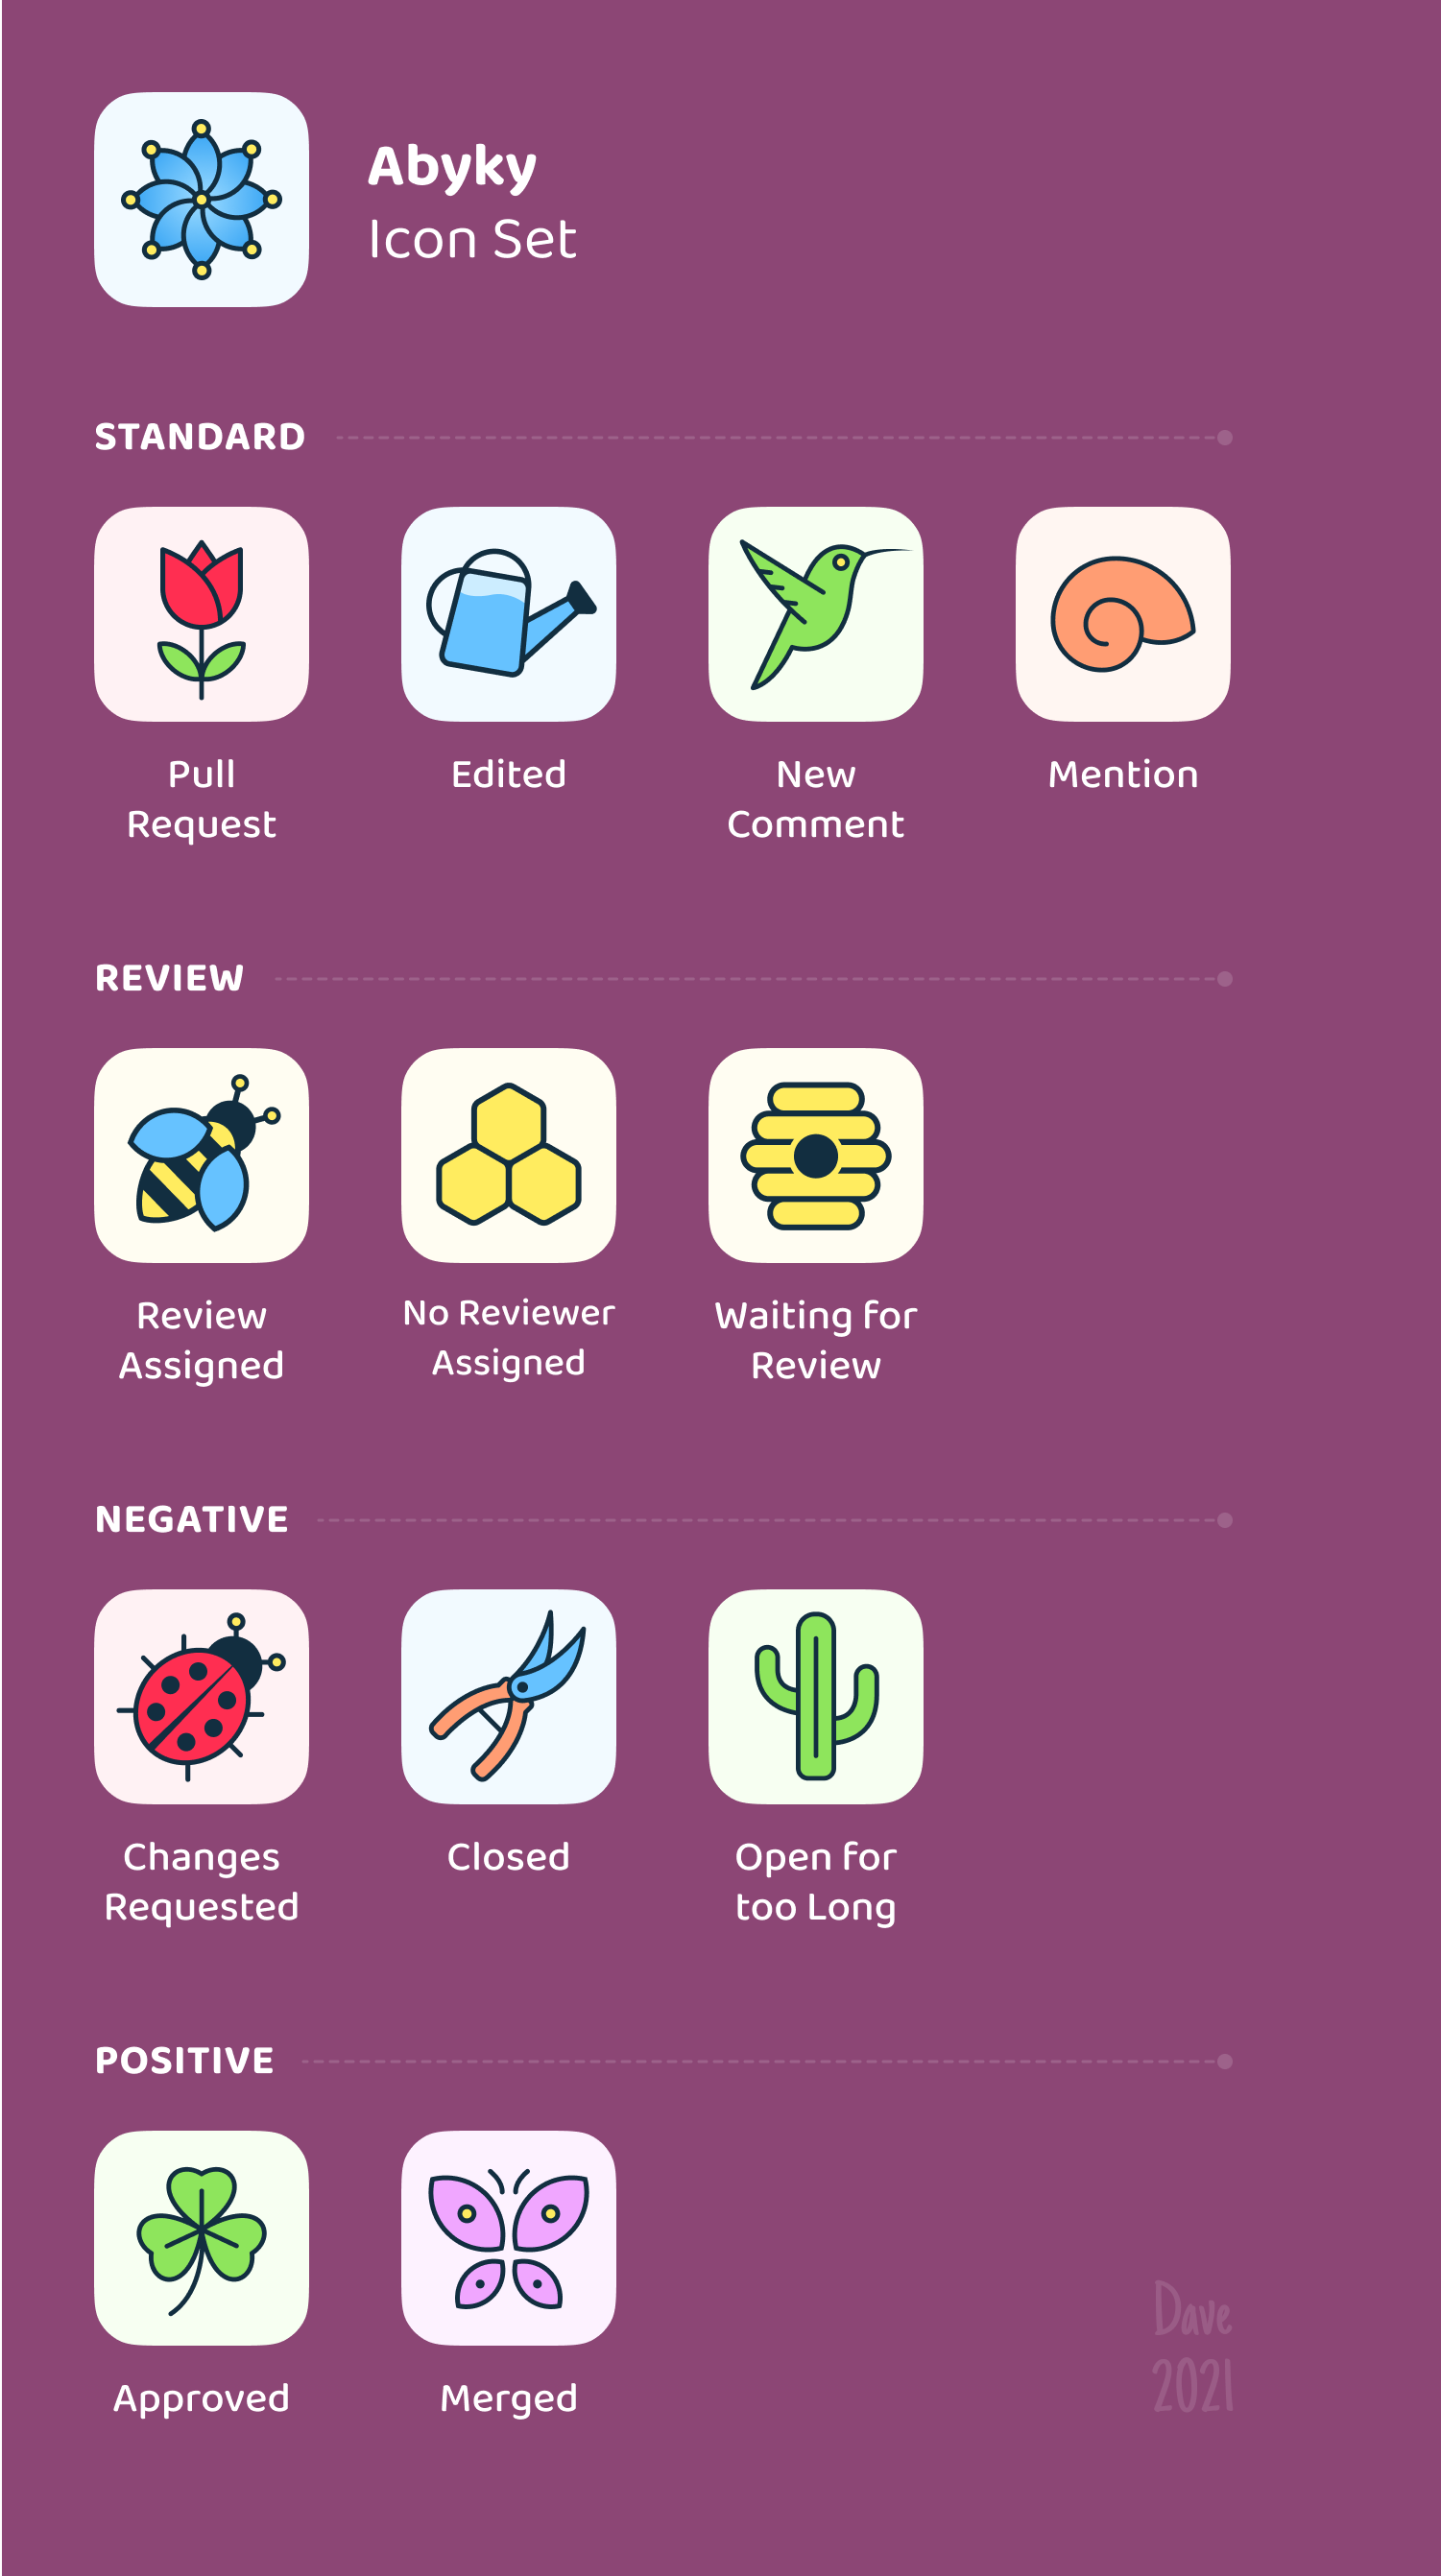 Abyky
Icon Set
STANDARD
Pull
Request
Edited
New
Comment
Mention
REVIEW
Review
Assigned
No Reviewer
Assigned
Waiting for
Review
NEGATIVE
Changes
Requested
Closed
Open for
too Long
POSITIVE
Approved
Merged
Dave
2021